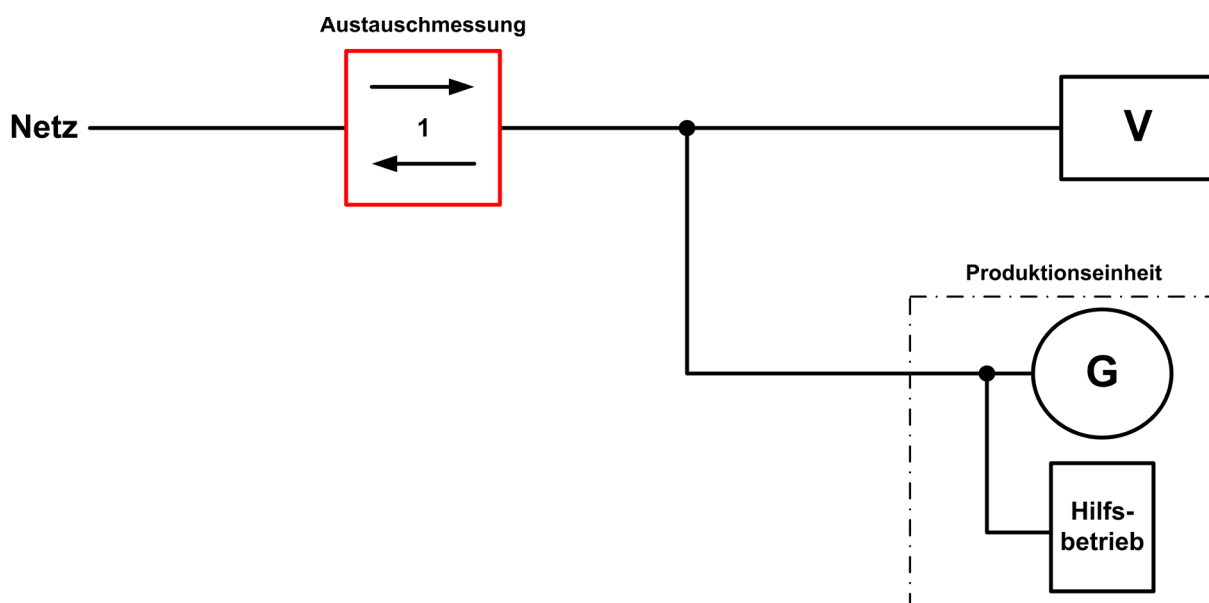 Austauschmessung
Netz
1
V
Produktionseinheit
G
Hilfs-
betrieb